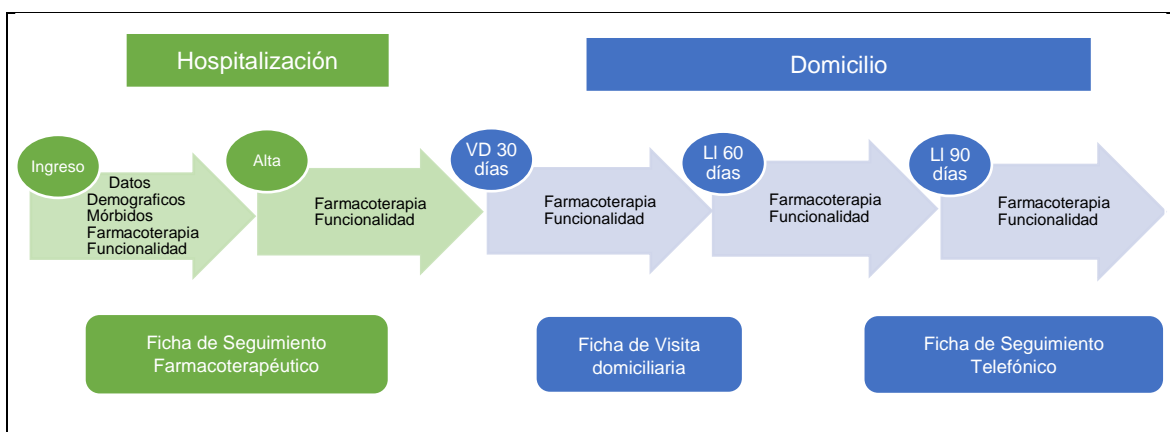 Hospitalización
Domicilio
Ingreso
Datos
Demograficos
Mórbidos
Farmacoterapia
Funcionalidad
Alta
Farmacoterapia
Funcionalidad
VD 30
días
Farmacoterapia
Funcionalidad
LI 60
días
Farmacoterapia
Funcionalidad
LI 90
días
Farmacoterapia
Funcionalidad
Ficha de Seguimiento
Farmacoterapéutico
Ficha de Visita
domiciliaria
Ficha de Seguimiento
Telefónico